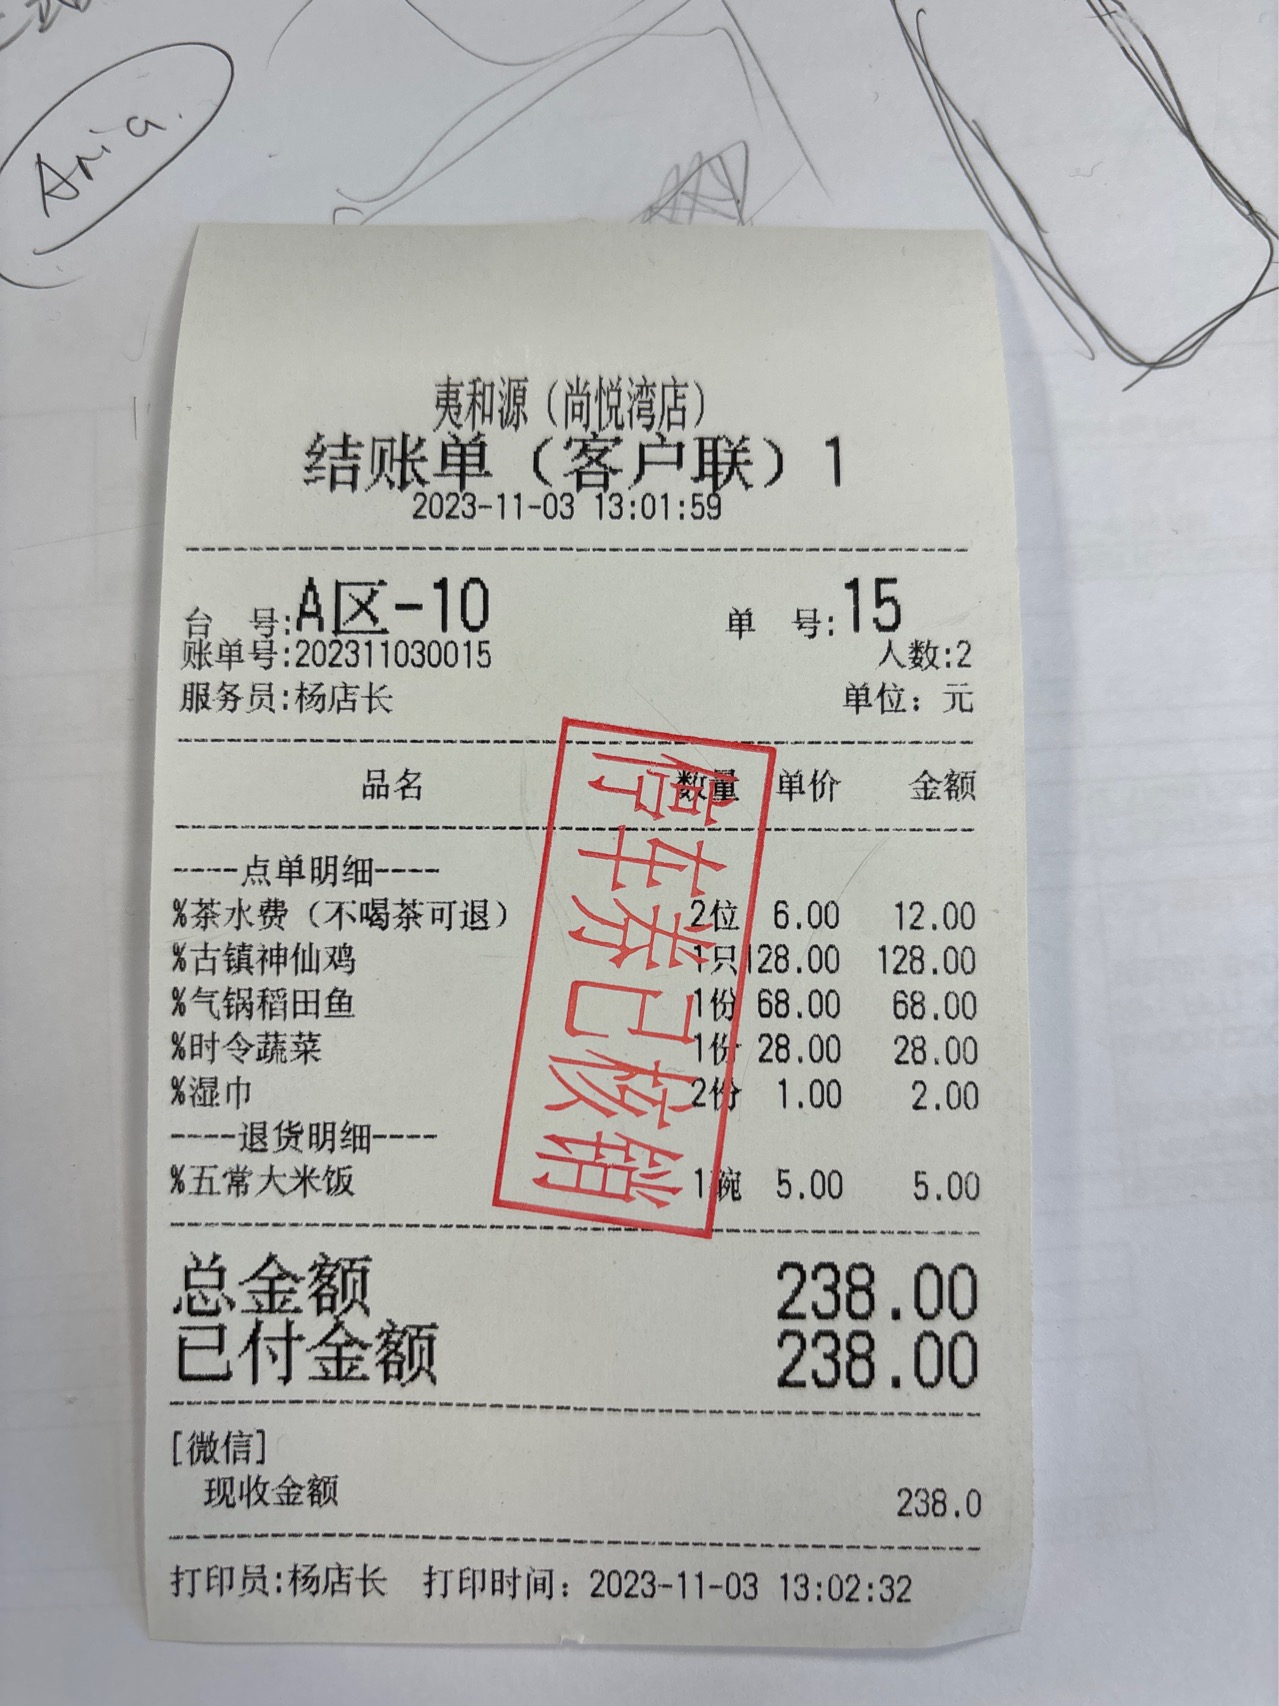 Aria.
夷和源（尚悦湾店）
结账单（客户联）1
2023-11-03 13:01:59
台 号:A区-10 单 号:15
账单号:202311030015 人数:2
服务员:杨店长 单位：元
品名 数量 单价 金额
----点单明细----
%茶水费（不喝茶可退） 2位 6.00 12.00
%古镇神仙鸡 1只 128.00 128.00
%气锅稻田鱼 1份 68.00 68.00
%时令蔬菜 1份 28.00 28.00
%湿巾 2份 1.00 2.00
----退货明细----
%五常大米饭 1碗 5.00 5.00
停车券已核销
总金额 238.00
已付金额 238.00
[微信]
现收金额 238.0
打印员:杨店长 打印时间：2023-11-03 13:02:32